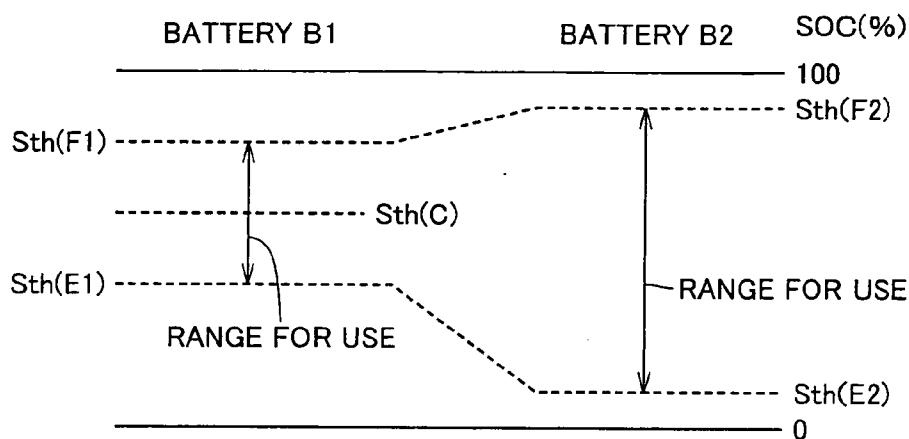 BATTERY B1
BATTERY B2
SOC(%)
100
Sth(F1)
Sth(F2)
Sth(C)
Sth(E1)
RANGE FOR USE
RANGE FOR USE
Sth(E2)
0